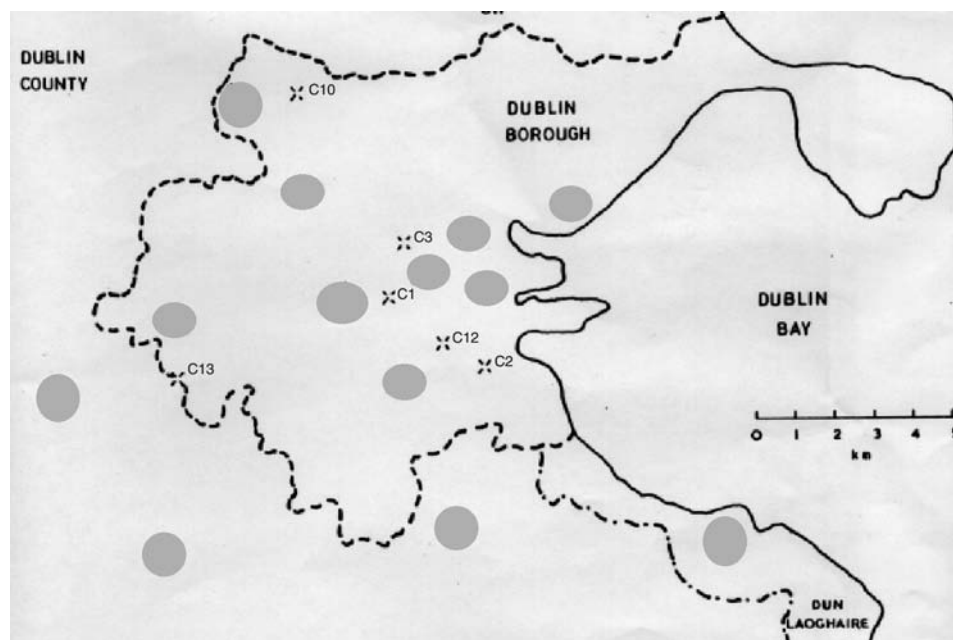 DUBLIN
COUNTY
C10
DUBLIN
BOROUGH
C3
C1
DUBLIN
BAY
C12
C2
C13
0 1 2 3 4 5
km
DUN
LAOGHAIRE